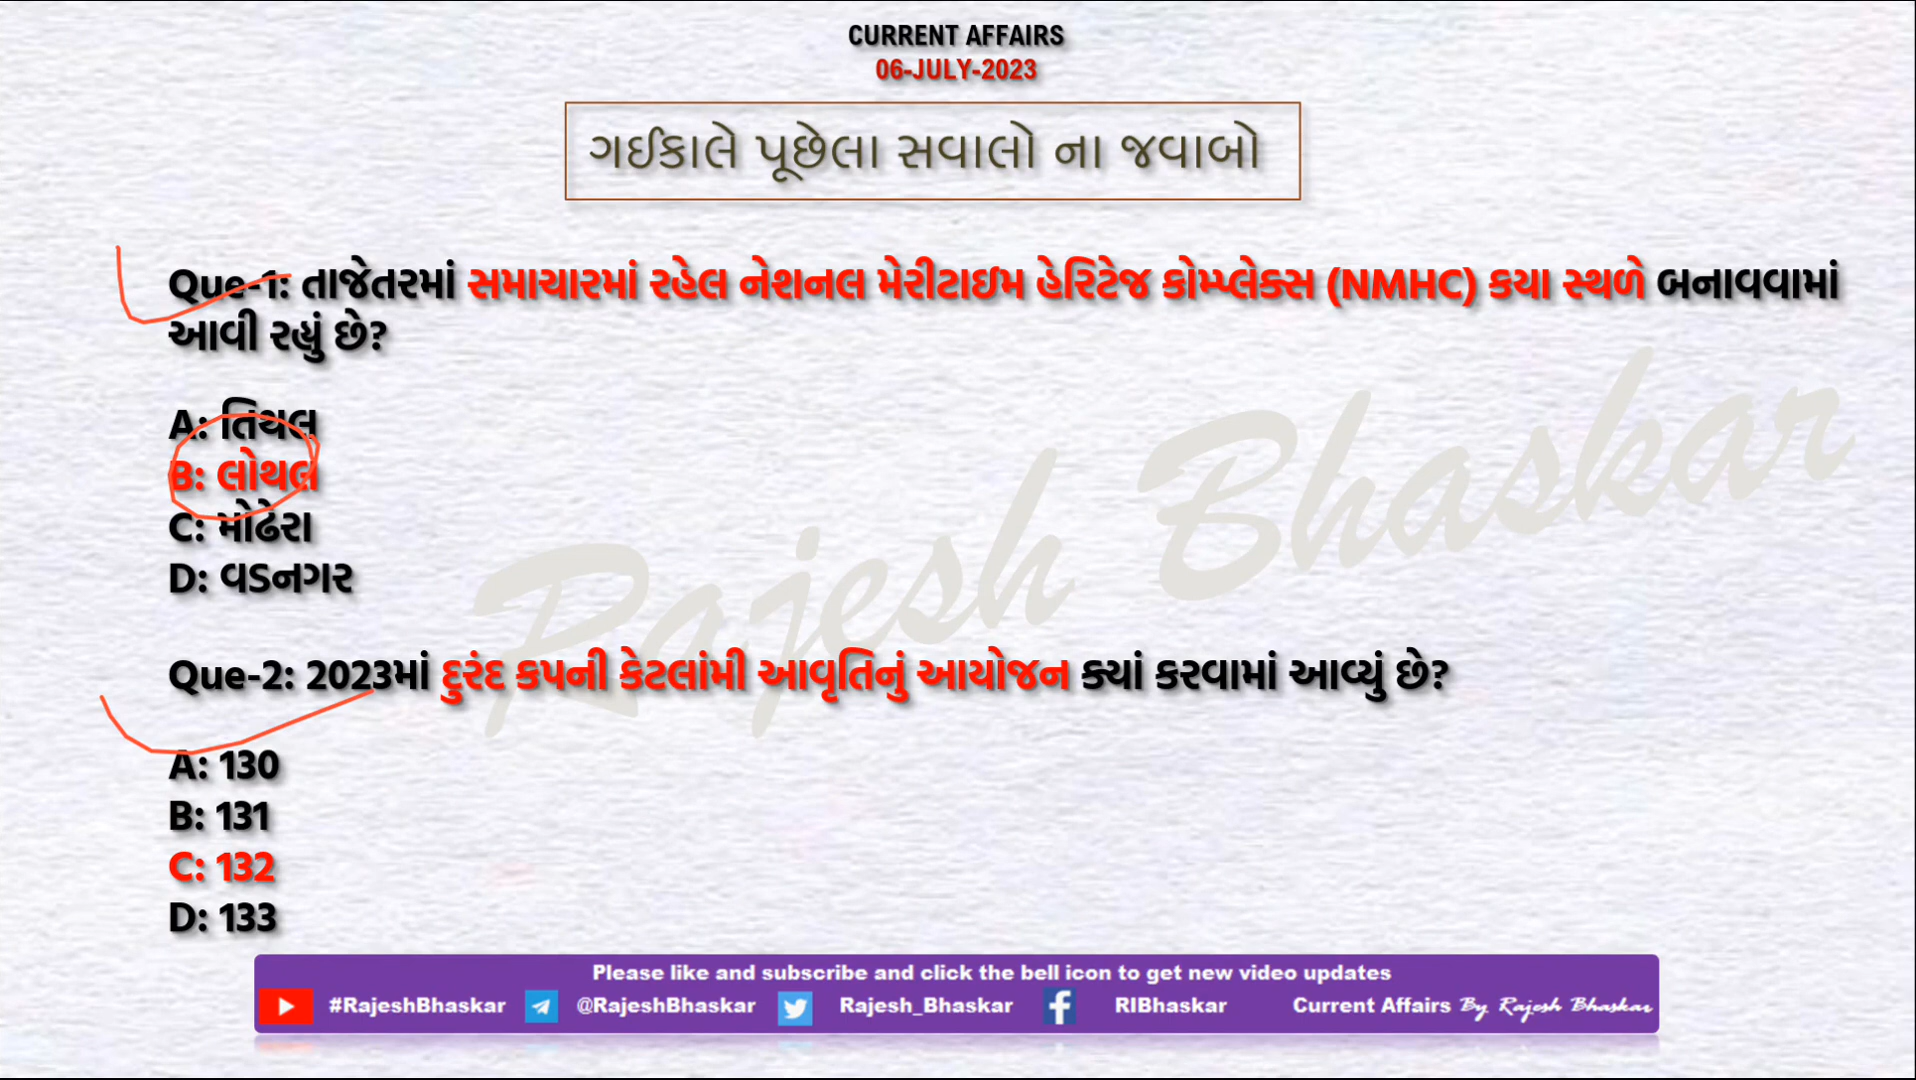 CURRENT AFFAIRS
06-JULY-2023
ગઈકાલે પૂછેલા સવાલો ના જવાબો
Que-1: તાજેતરમાં સમાચારમાં રહેલ નેશનલ મેરીટાઇમ હેરિટેજ કોમ્પ્લેક્સ (NMHC) કયા સ્થળે બનાવવામાં
આવી રહ્યું છે?
A: તિથલ
B: લોથલ
C: મોઢેરા
D: વડનગર
Rajesh Bhaskar
Que-2: 2023માં દુરંદ કપની કેટલાંમી આવૃતિનું આયોજન ક્યાં કરવામાં આવ્યું છે?
A: 130
B: 131
C: 132
D: 133
Please like and subscribe and click the bell icon to get new video updates
#RajeshBhaskar @RajeshBhaskar Rajesh_Bhaskar RIBhaskar Current Affairs By Rajesh Bhaskar